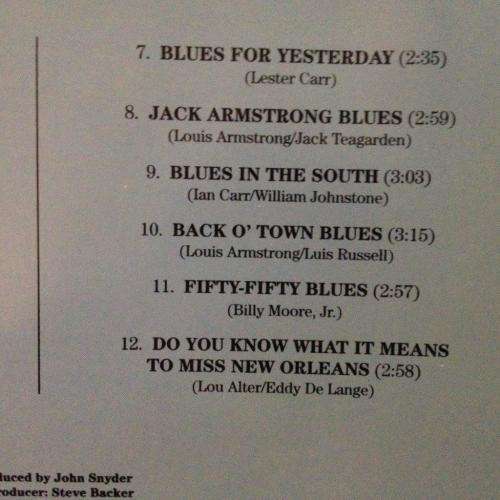 7. BLUES FOR YESTERDAY (2:35)
(Lester Carr)
8. JACK ARMSTRONG BLUES (2:59)
(Louis Armstrong/Jack Teagarden)
9. BLUES IN THE SOUTH (3:03)
(Ian Carr/William Johnstone)
10. BACK O' TOWN BLUES (3:15)
(Louis Armstrong/Luis Russell)
11. FIFTY-FIFTY BLUES (2:57)
(Billy Moore, Jr.)
12. DO YOU KNOW WHAT IT MEANS
TO MISS NEW ORLEANS (2:58)
(Lou Alter/Eddy De Lange)
by John Snyder
Steve Backer